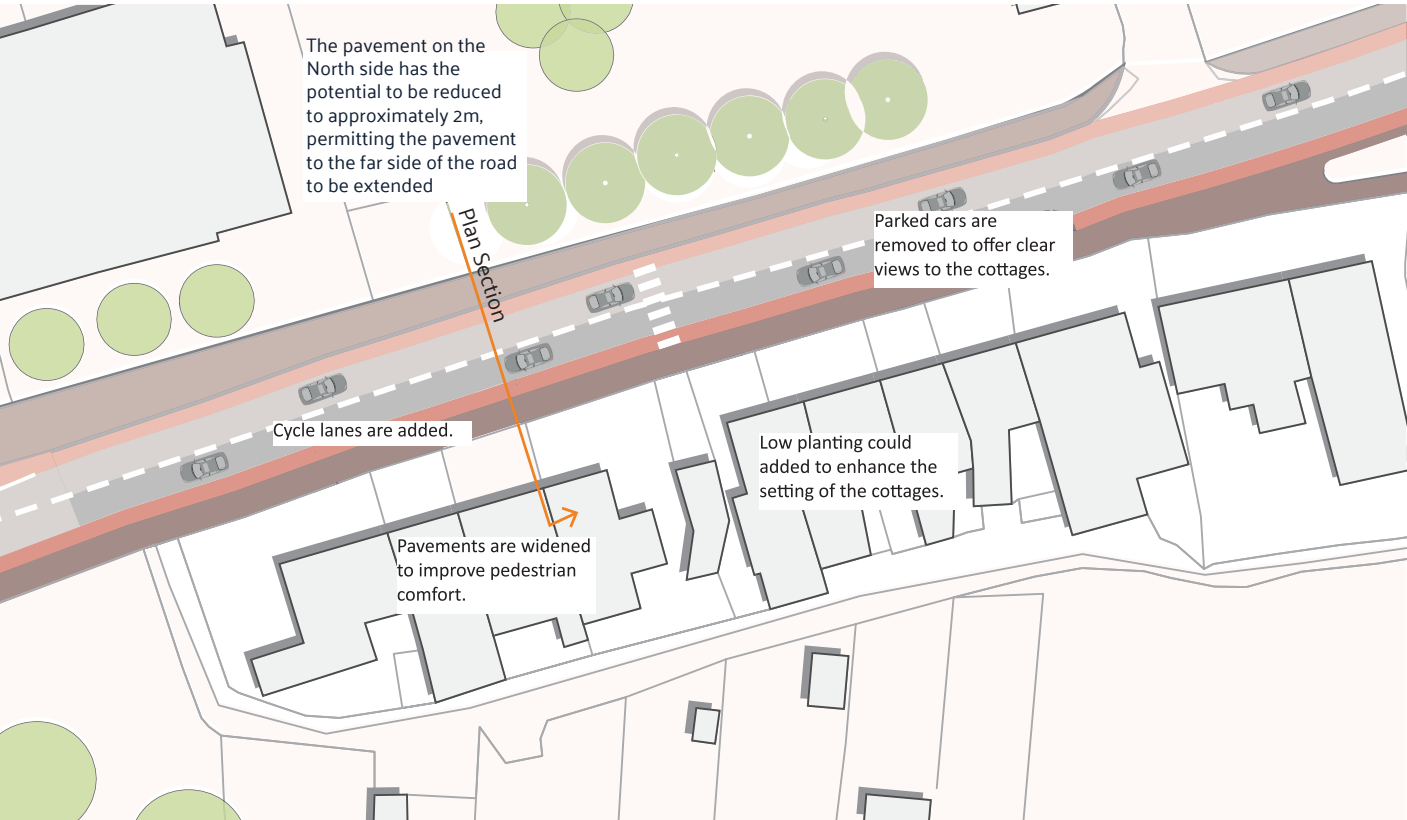 The pavement on the
North side has the
potential to be reduced
to approximately 2m,
permitting the pavement
to the far side of the road
to be extended
Plan Section
Parked cars are
removed to offer clear
views to the cottages.
Cycle lanes are added.
Low planting could
added to enhance the
setting of the cottages.
Pavements are widened
to improve pedestrian
comfort.